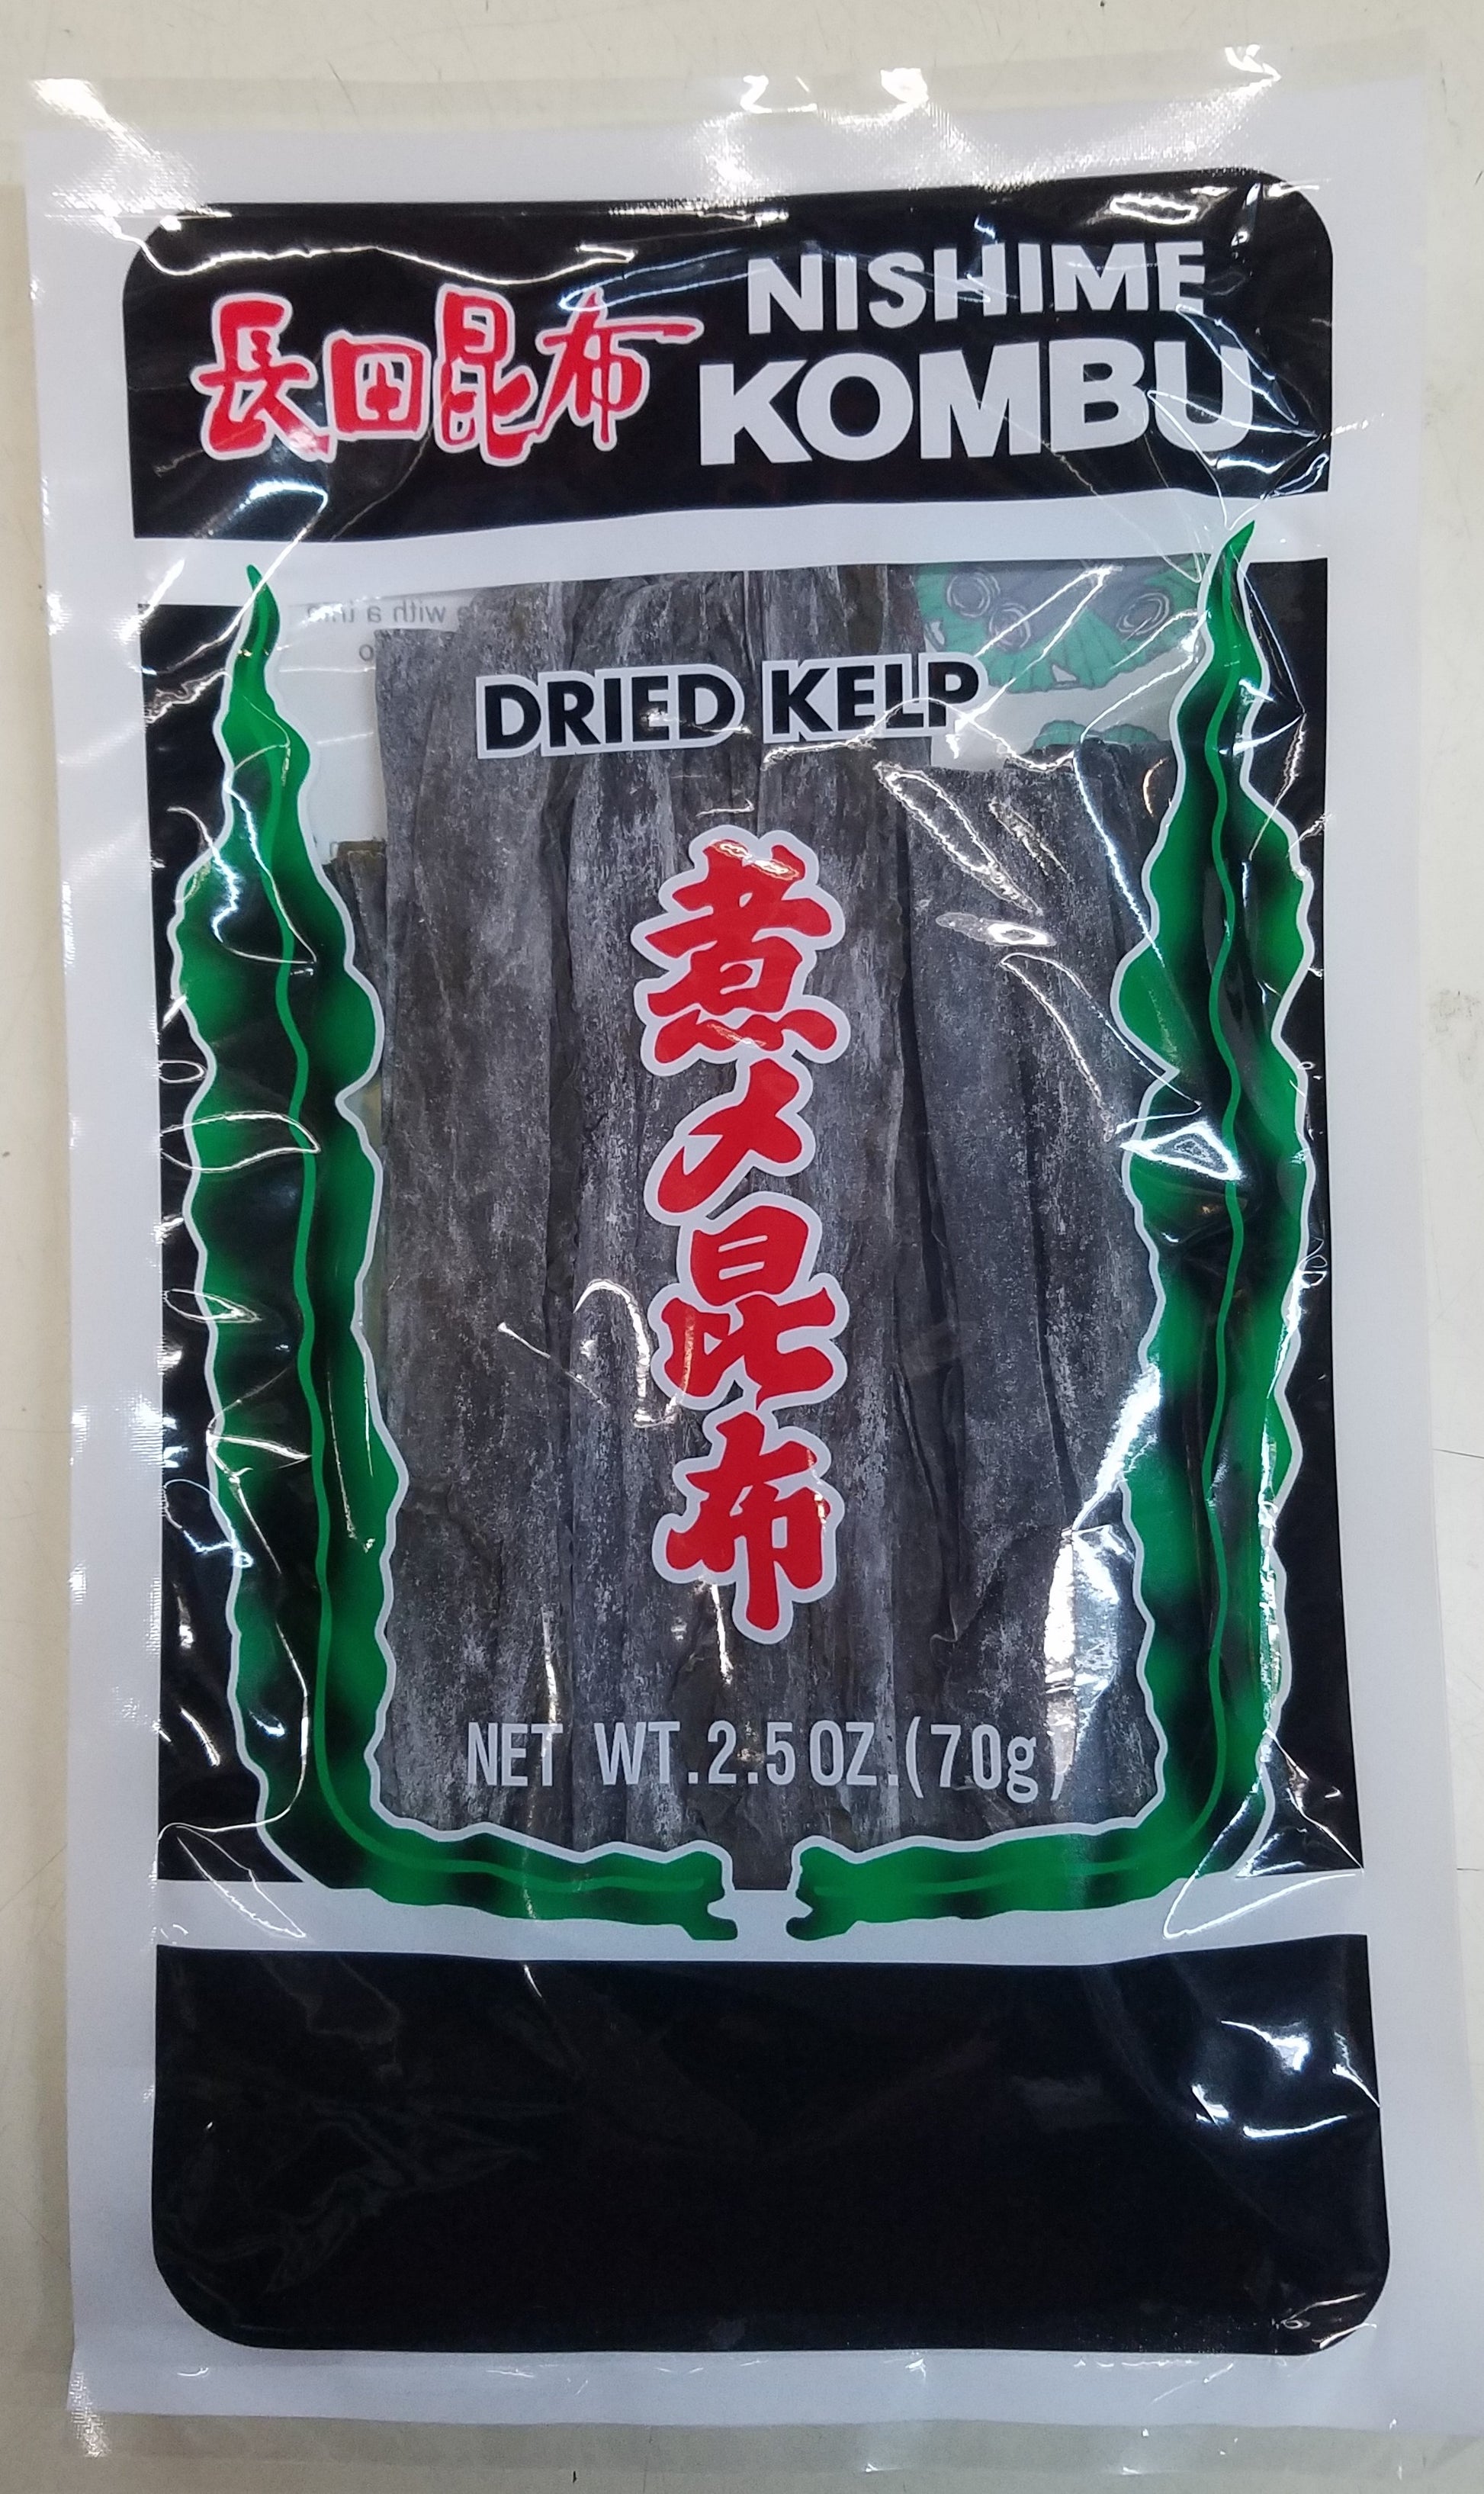 長田昆布
NISHIME
KOMBU
DRIED KELP
煮〆昆布
NET WT.2.5 OZ.(70g)